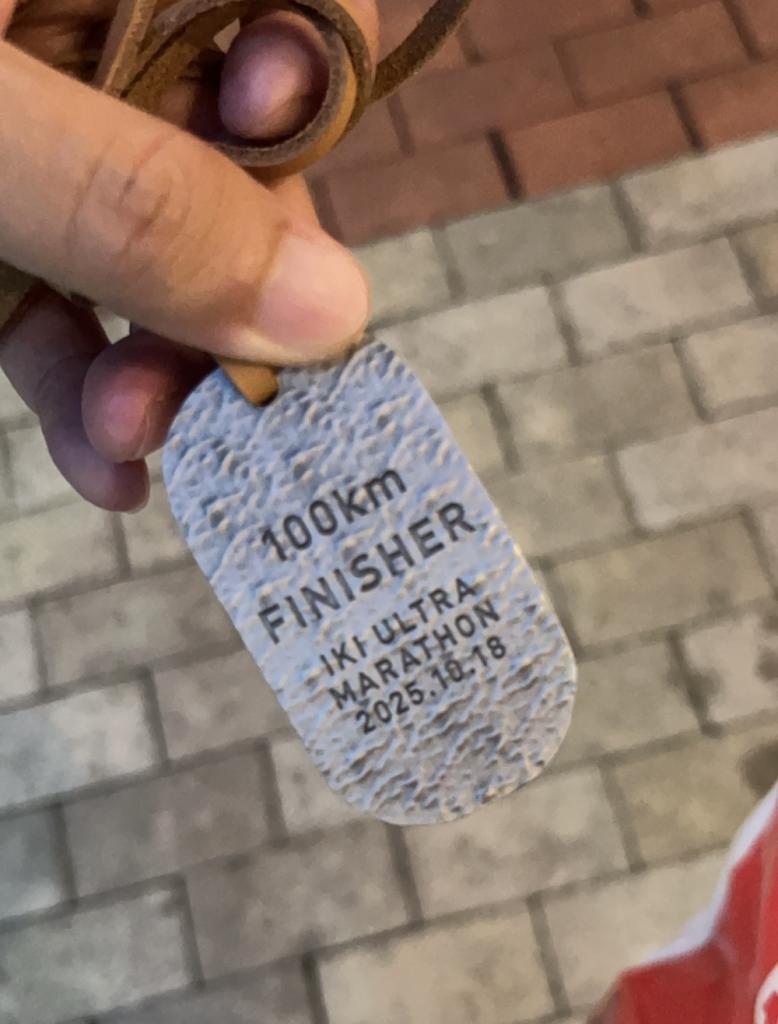 100km
FINISHER
IKI ULTRA
MARATHON
2025.10.18